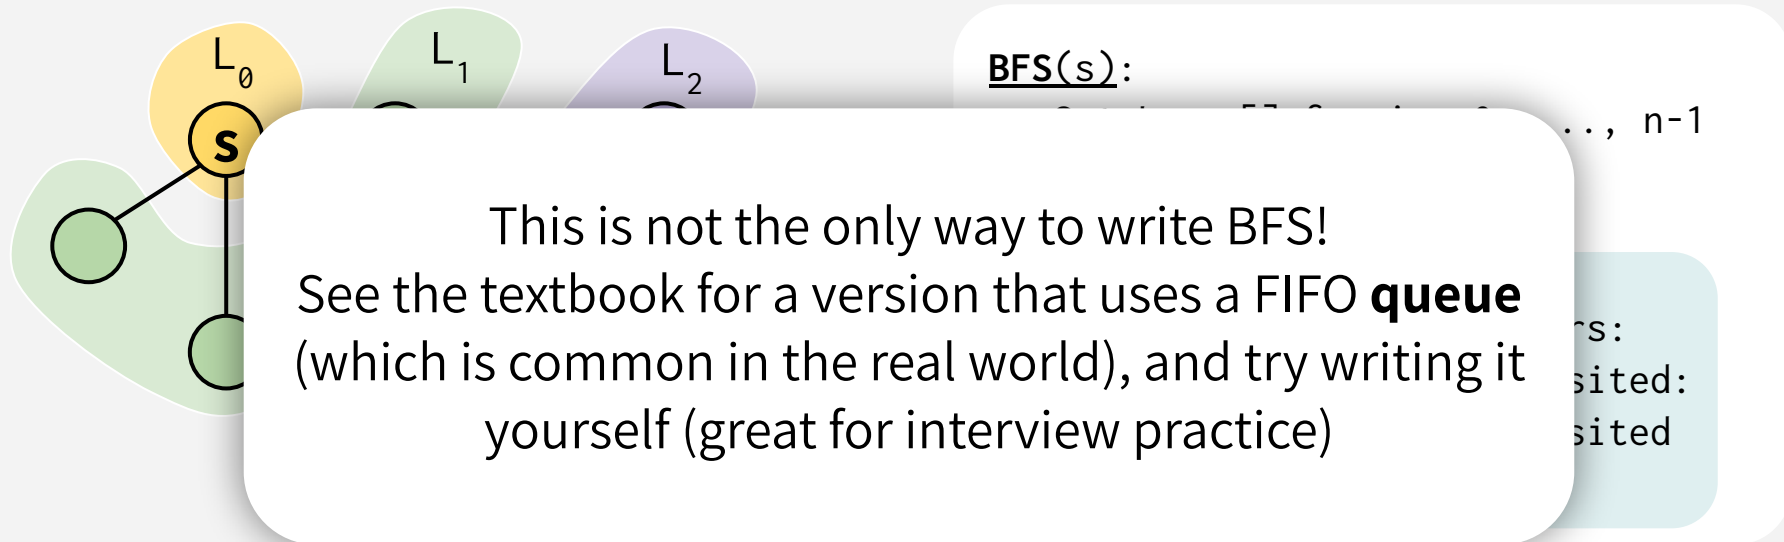 L0
L1
L2
s
BFS(s):
.., n-1
This is not the only way to write BFS!
See the textbook for a version that uses a FIFO queue
(which is common in the real world), and try writing it
yourself (great for interview practice)
rs:
sited:
sited